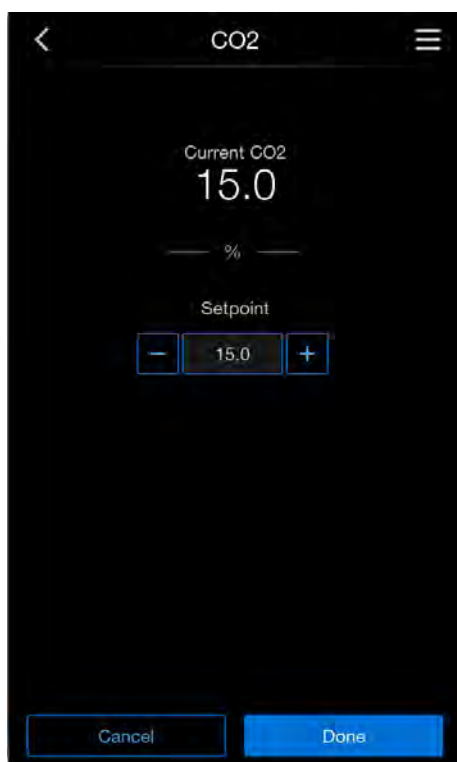 CO2
Current CO2
15.0
%
Setpoint
− 15.0 +
Cancel Done